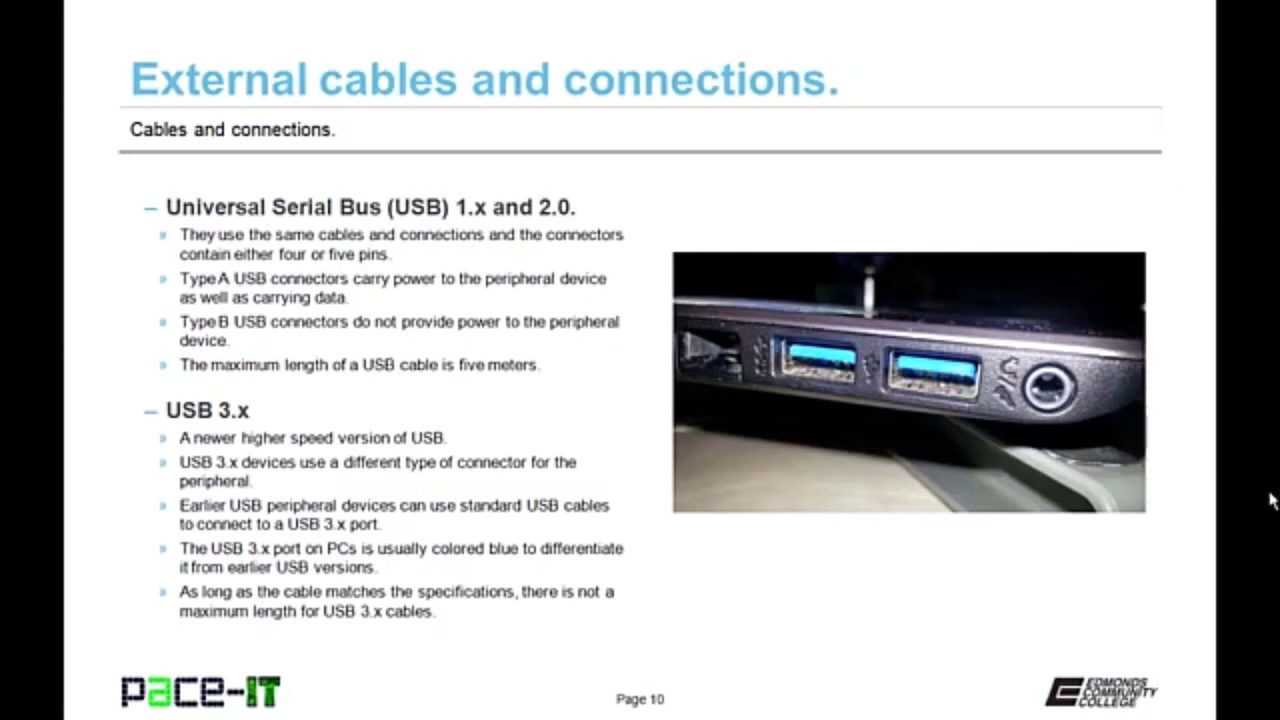 External cables and connections.
Cables and connections.
– Universal Serial Bus (USB) 1.x and 2.0.
» They use the same cables and connections and the connectors
contain either four or five pins.
» Type A USB connectors carry power to the peripheral device
as well as carrying data.
» Type B USB connectors do not provide power to the peripheral
device.
» The maximum length of a USB cable is five meters.
– USB 3.x
» A newer higher speed version of USB.
» USB 3.x devices use a different type of connector for the
peripheral.
» Earlier USB peripheral devices can use standard USB cables
to connect to a USB 3.x port.
» The USB 3.x port on PCs is usually colored blue to differentiate
it from earlier USB versions.
» As long as the cable matches the specifications, there is not a
maximum length for USB 3.x cables.
pace-IT
Page 10
EDMONDS
COMMUNITY
COLLEGE